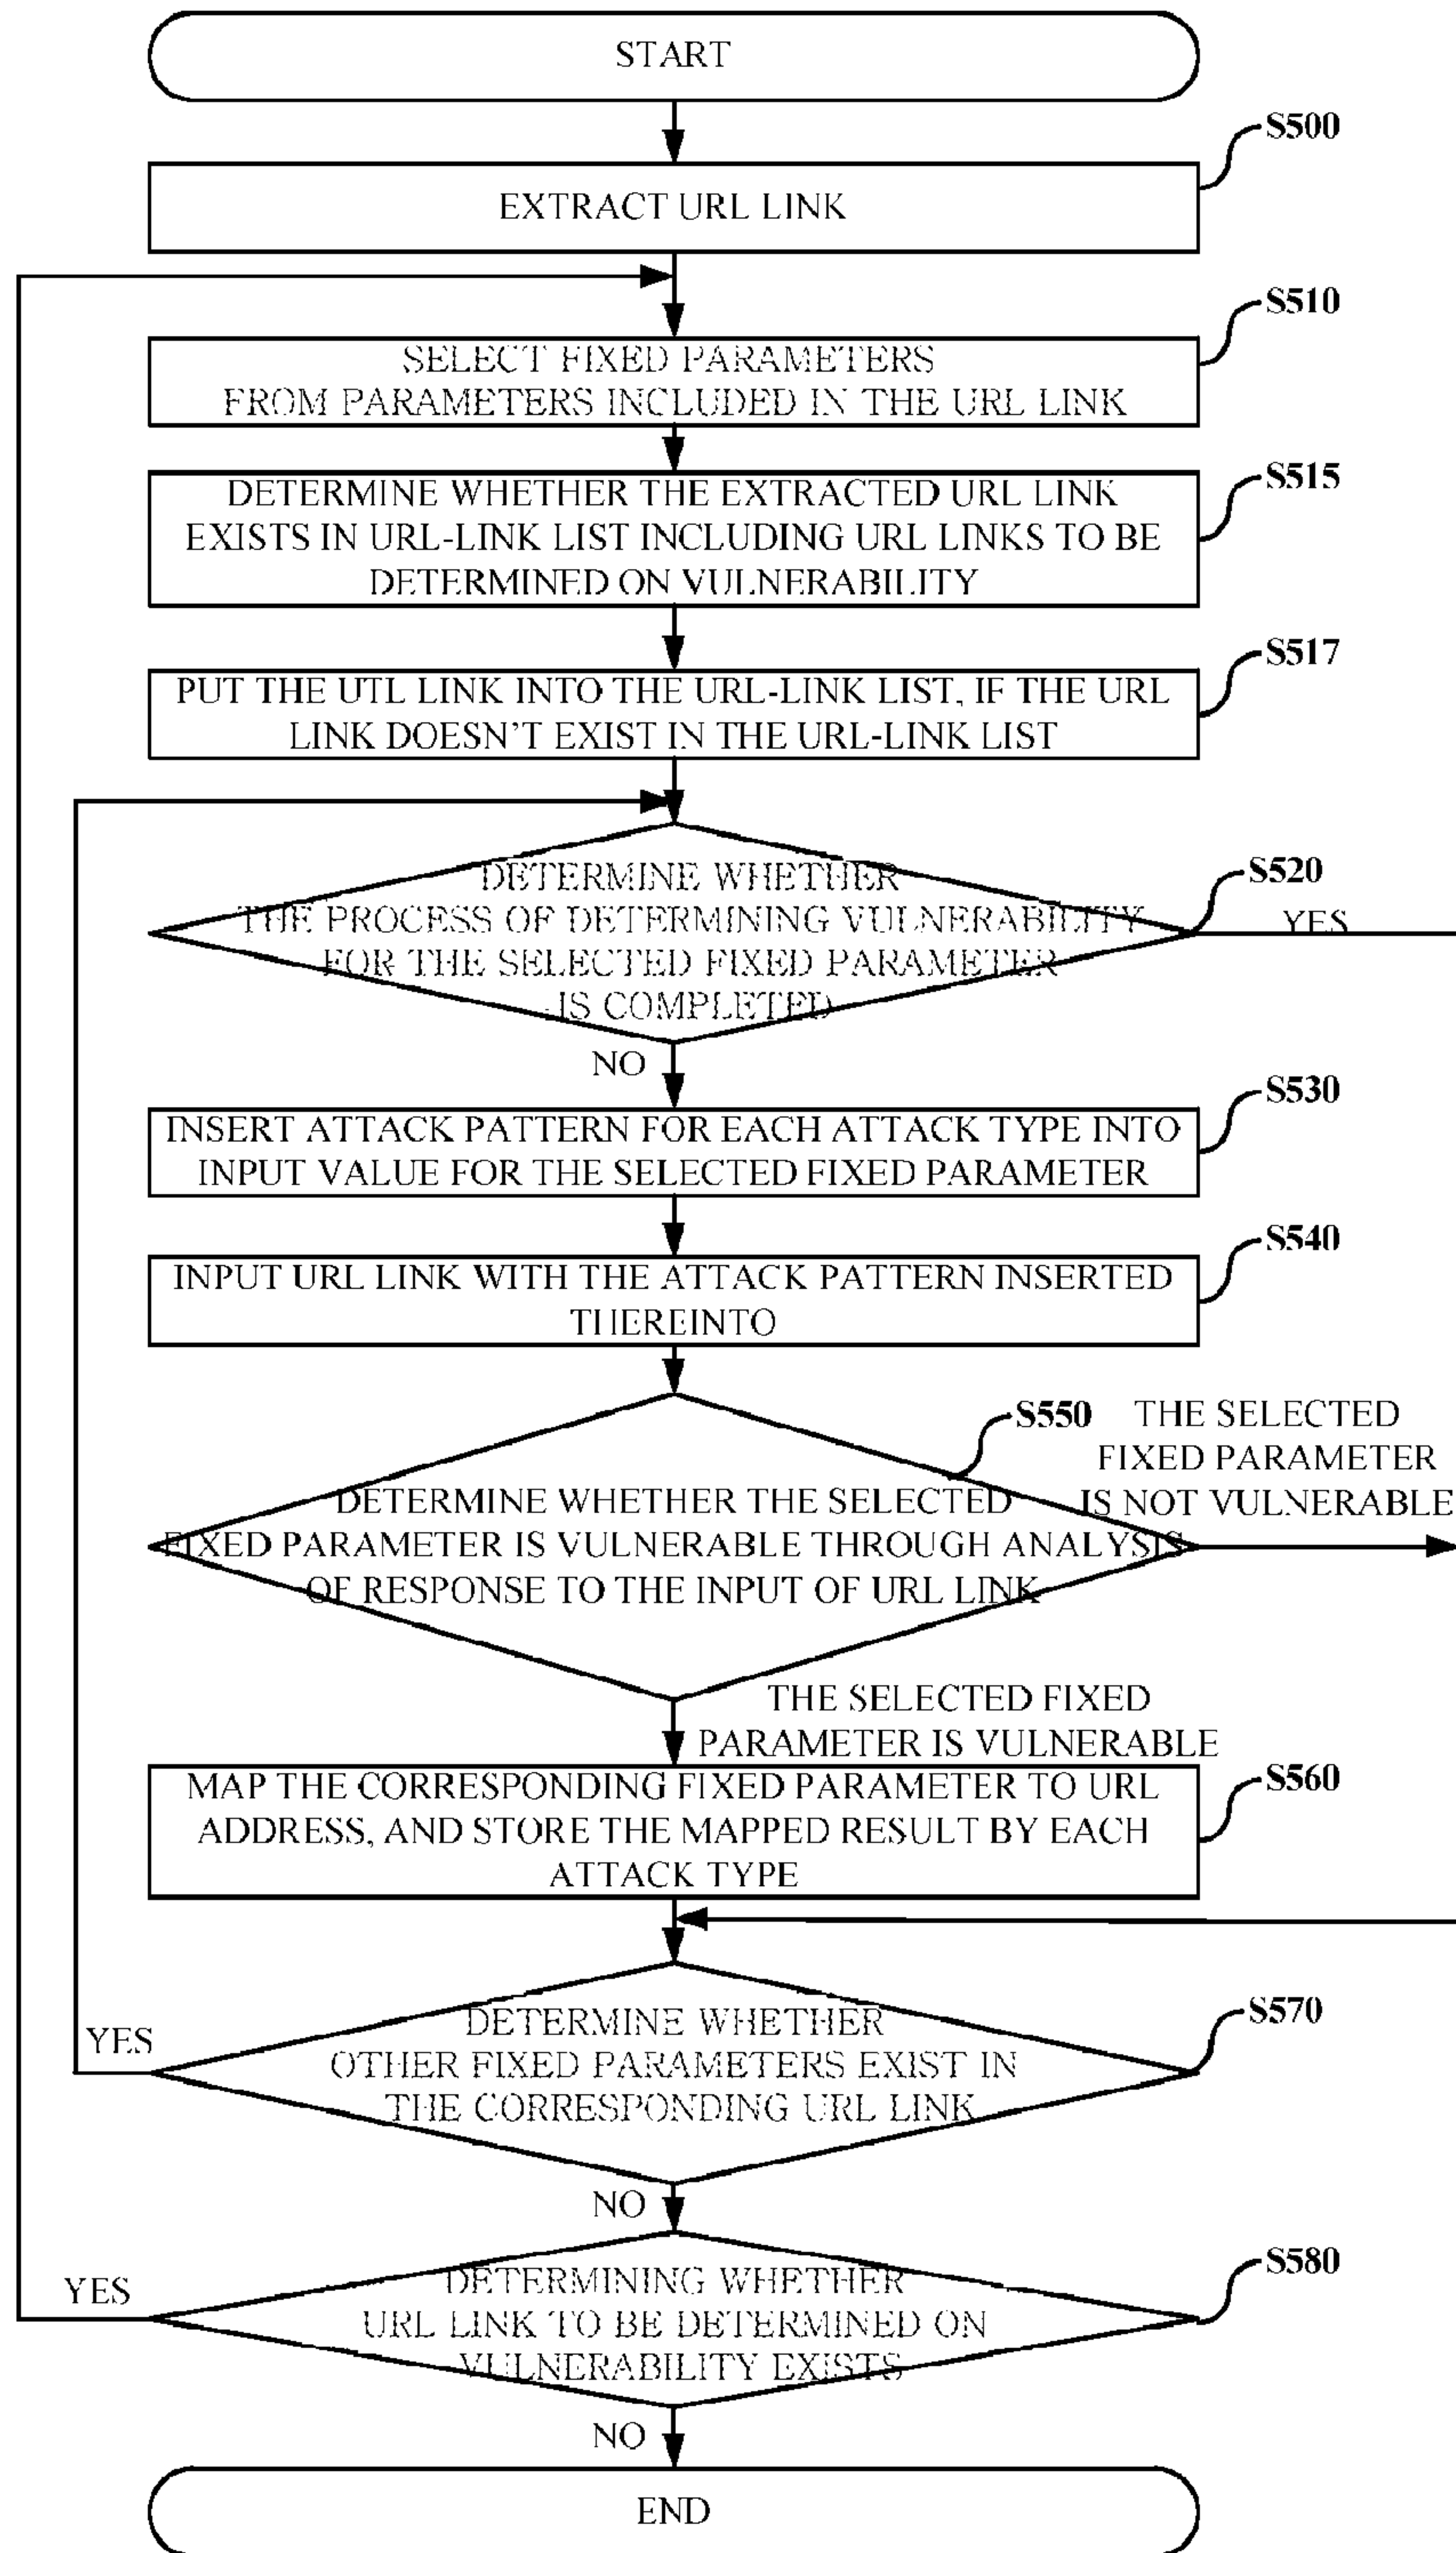 START
S500
EXTRACT URL LINK
S510
SELECT FIXED PARAMETERS
FROM PARAMETERS INCLUDED IN THE URL LINK
S515
DETERMINE WHETHER THE EXTRACTED URL LINK
EXISTS IN URL-LINK LIST INCLUDING URL LINKS TO BE
DETERMINED ON VULNERABILITY
S517
PUT THE UTL LINK INTO THE URL-LINK LIST, IF THE URL
LINK DOESN'T EXIST IN THE URL-LINK LIST
S520
DETERMINE WHETHER
THE PROCESS OF DETERMINING VULNERABILITY
FOR THE SELECTED FIXED PARAMETER
IS COMPLETED
YES
NO
S530
INSERT ATTACK PATTERN FOR EACH ATTACK TYPE INTO
INPUT VALUE FOR THE SELECTED FIXED PARAMETER
S540
INPUT URL LINK WITH THE ATTACK PATTERN INSERTED
THEREINTO
S550
THE SELECTED
FIXED PARAMETER
IS NOT VULNERABLE
DETERMINE WHETHER THE SELECTED
FIXED PARAMETER IS VULNERABLE THROUGH ANALYSIS
OF RESPONSE TO THE INPUT OF URL LINK
THE SELECTED FIXED
PARAMETER IS VULNERABLE
S560
MAP THE CORRESPONDING FIXED PARAMETER TO URL
ADDRESS, AND STORE THE MAPPED RESULT BY EACH
ATTACK TYPE
S570
DETERMINE WHETHER
OTHER FIXED PARAMETERS EXIST IN
THE CORRESPONDING URL LINK
YES
NO
S580
DETERMINING WHETHER
URL LINK TO BE DETERMINED ON
VULNERABILITY EXISTS
YES
NO
END